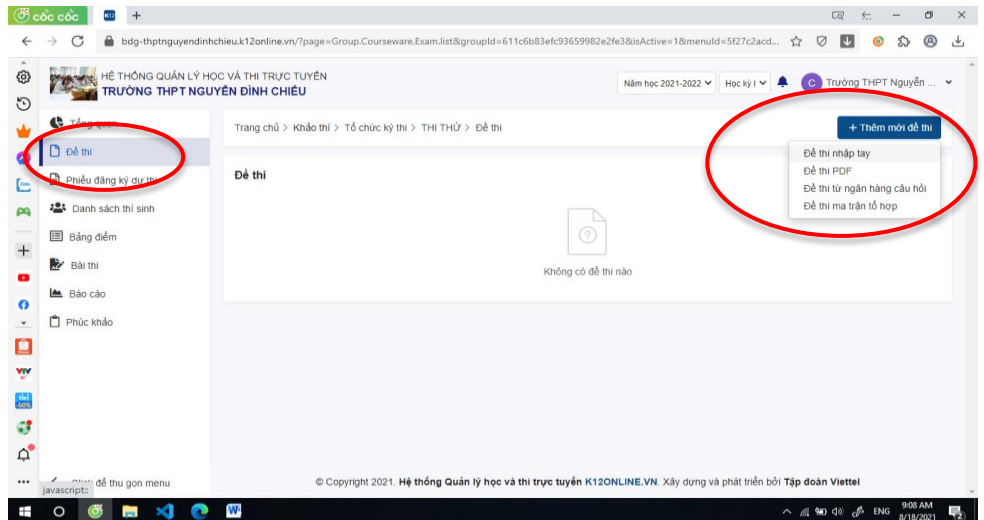 cốc cốc K12
bdg-thptnguyendinhchieu.k12online.vn/?page=Group.Courseware.Exam.list&groupId=611c6b83efc93659982e2fe3&isActive=1&menuId=5f27c2acd...
HỆ THỐNG QUẢN LÝ HỌC VÀ THI TRỰC TUYẾN
TRƯỜNG THPT NGUYỄN ĐÌNH CHIỂU
Năm học 2021-2022 Học kỳ I C Trường THPT Nguyễn ...
Tổng quan
Trang chủ > Khảo thí > Tổ chức kỳ thi > THI THỬ > Đề thi
+ Thêm mới đề thi
Đề thi
Đề thi nhập tay
Đề thi PDF
Đề thi từ ngân hàng câu hỏi
Đề thi ma trận tổ hợp
Phiếu đăng ký dự thi
Đề thi
Danh sách thí sinh
Bảng điểm
Bài thi
Báo cáo
Phúc khảo
Không có đề thi nào
để thu gọn menu
javascript:;
© Copyright 2021. Hệ thống Quản lý học và thi trực tuyến K12ONLINE.VN. Xây dựng và phát triển bởi Tập đoàn Viettel
ENG
9:08 AM
8/18/2021
2